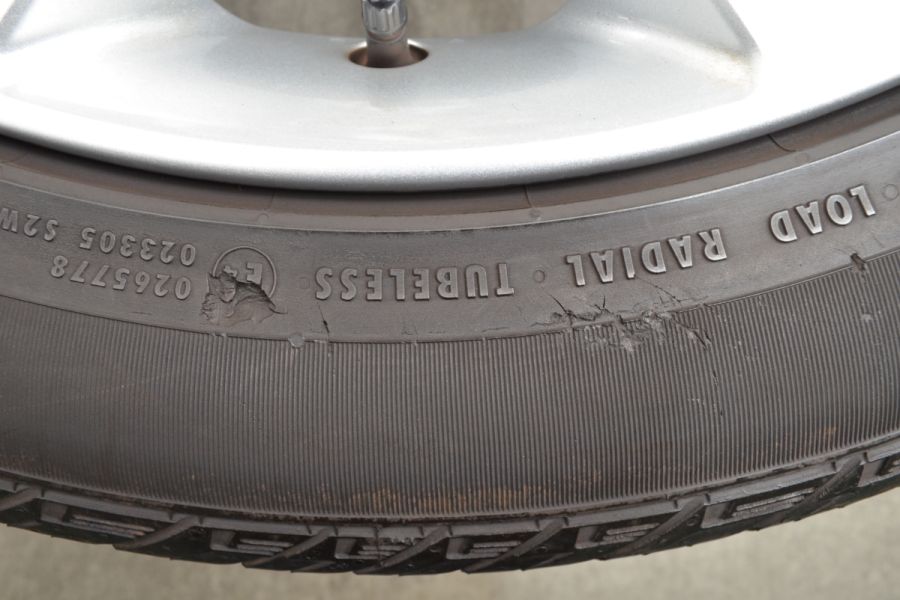 LOAD RADIAL TUBELESS
E
0265778
023305 S2W